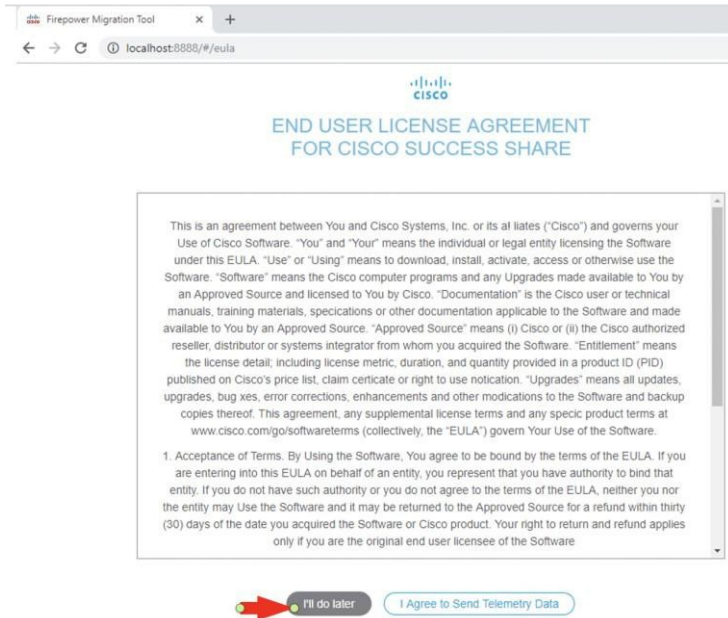 Firepower Migration Tool
localhost:8888/#/eula
CISCO
END USER LICENSE AGREEMENT
FOR CISCO SUCCESS SHARE
This is an agreement between You and Cisco Systems, Inc. or its af liates ("Cisco") and governs your
Use of Cisco Software. "You" and "Your" means the individual or legal entity licensing the Software
under this EULA. "Use" or "Using" means to download, install, activate, access or otherwise use the
Software. "Software" means the Cisco computer programs and any Upgrades made available to You by
an Approved Source and licensed to You by Cisco. "Documentation" is the Cisco user or technical
manuals, training materials, specications or other documentation applicable to the Software and made
available to You by an Approved Source. "Approved Source" means (i) Cisco or (ii) the Cisco authorized
reseller, distributor or systems integrator from whom you acquired the Software. "Entitlement" means
the license detail; including license metric, duration, and quantity provided in a product ID (PID)
published on Cisco's price list, claim certicate or right to use notication. "Upgrades" means all updates,
upgrades, bug xes, error corrections, enhancements and other modications to the Software and backup
copies thereof. This agreement, any supplemental license terms and any specic product terms at
www.cisco.com/go/softwareterms (collectively, the "EULA") govern Your Use of the Software.
1. Acceptance of Terms. By Using the Software, You agree to be bound by the terms of the EULA. If you
are entering into this EULA on behalf of an entity, you represent that you have authority to bind that
entity. If you do not have such authority or you do not agree to the terms of the EULA, neither you nor
the entity may Use the Software and it may be returned to the Approved Source for a refund within thirty
(30) days of the date you acquired the Software or Cisco product. Your right to return and refund applies
only if you are the original end user licensee of the Software
I'll do later
I Agree to Send Telemetry Data